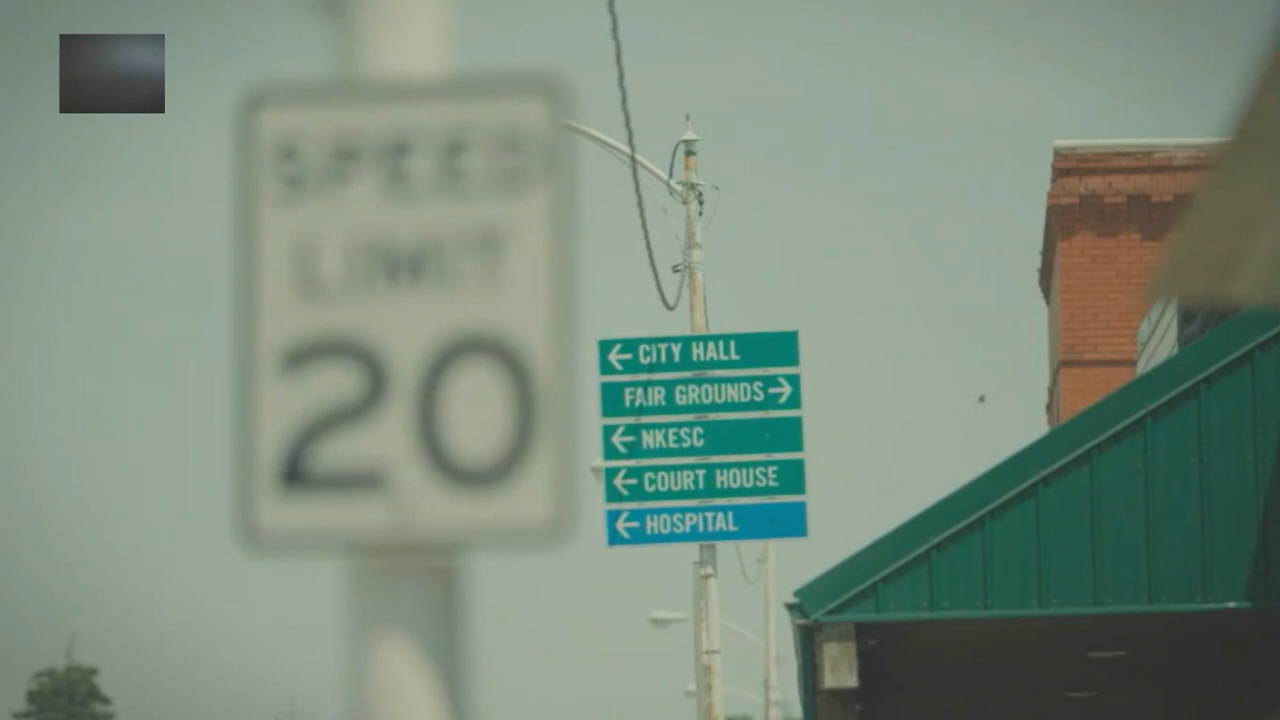 SPEED
LIMIT
20
← CITY HALL
FAIR GROUNDS →
← NKESC
← COURT HOUSE
← HOSPITAL